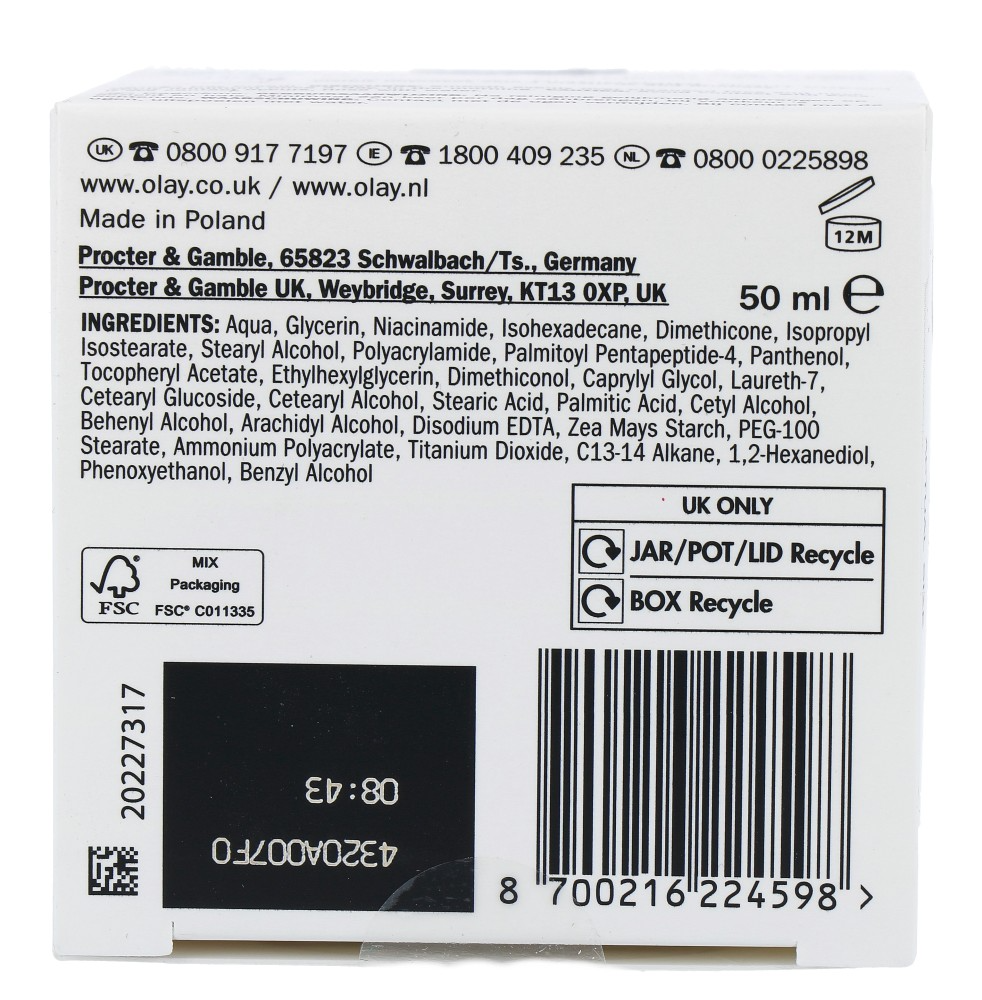 UK 0800 917 7197 IE 1800 409 235 NL 0800 0225898
www.olay.co.uk / www.olay.nl
Made in Poland
12M
Procter & Gamble, 65823 Schwalbach/Ts., Germany
Procter & Gamble UK, Weybridge, Surrey, KT13 0XP, UK
50 ml ℮
INGREDIENTS: Aqua, Glycerin, Niacinamide, Isohexadecane, Dimethicone, Isopropyl
Isostearate, Stearyl Alcohol, Polyacrylamide, Palmitoyl Pentapeptide-4, Panthenol,
Tocopheryl Acetate, Ethylhexylglycerin, Dimethiconol, Caprylyl Glycol, Laureth-7,
Cetearyl Glucoside, Cetearyl Alcohol, Stearic Acid, Palmitic Acid, Cetyl Alcohol,
Behenyl Alcohol, Arachidyl Alcohol, Disodium EDTA, Zea Mays Starch, PEG-100
Stearate, Ammonium Polyacrylate, Titanium Dioxide, C13-14 Alkane, 1,2-Hexanediol,
Phenoxyethanol, Benzyl Alcohol
UK ONLY
JAR/POT/LID Recycle
BOX Recycle
FSC®
MIX
Packaging
FSC® C011335
20227317
4320A007F0
08:43
8 700216 224598 >